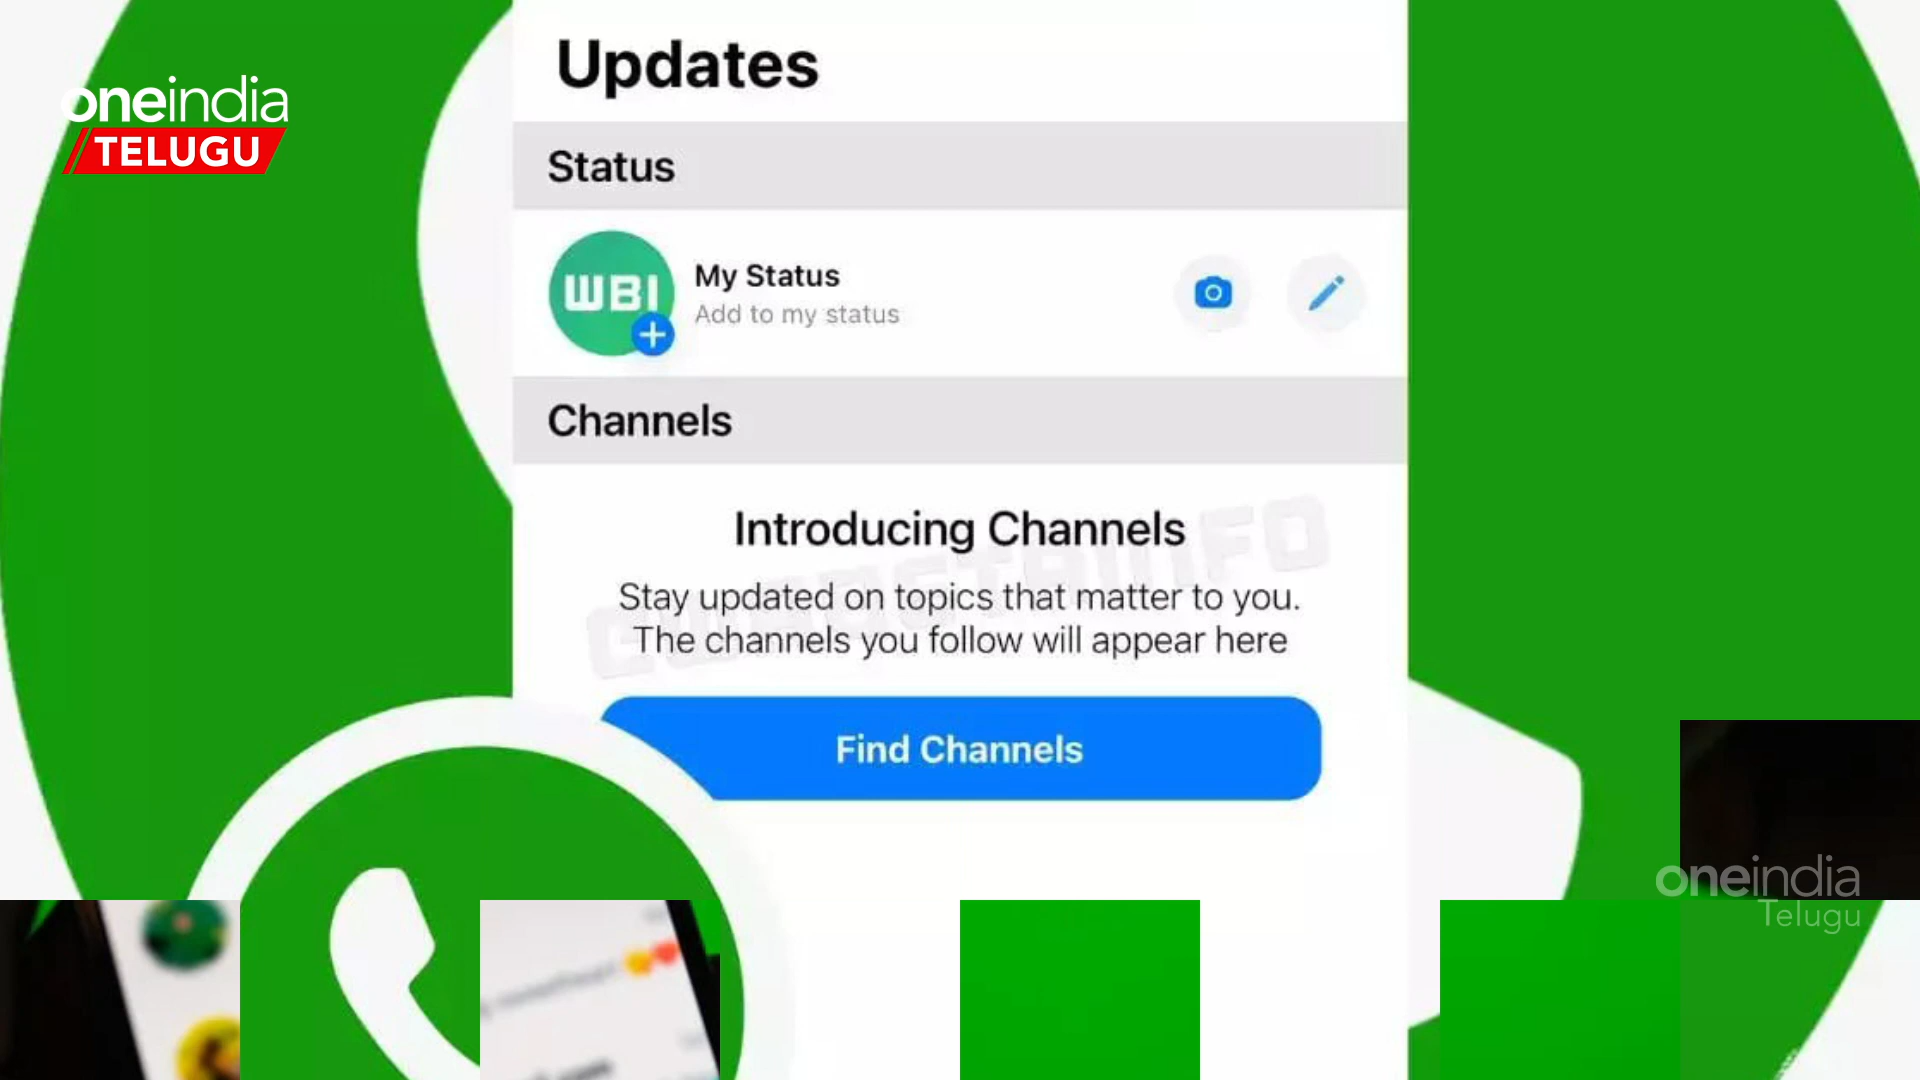 Updates
oneindia
TELUGU
Status
WBI
My Status
Add to my status
Channels
Introducing Channels
Stay updated on topics that matter to you.
The channels you follow will appear here
Find Channels
oneindia
Telugu